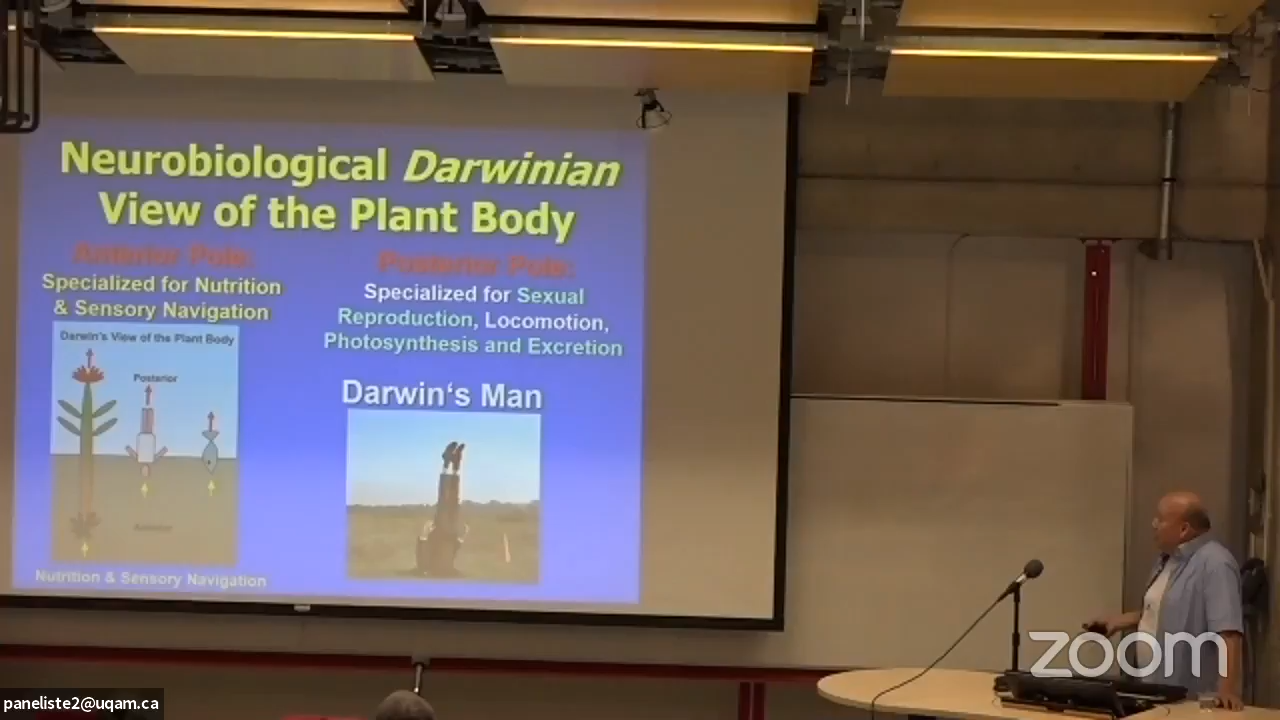 Neurobiological Darwinian
View of the Plant Body
Anterior Pole:
Specialized for Nutrition
& Sensory Navigation
Darwin's View of the Plant Body
Posterior
Anterior
Nutrition & Sensory Navigation
Posterior Pole:
Specialized for Sexual
Reproduction, Locomotion,
Photosynthesis and Excretion
Darwin‘s Man
zoom
paneliste2@uqam.ca